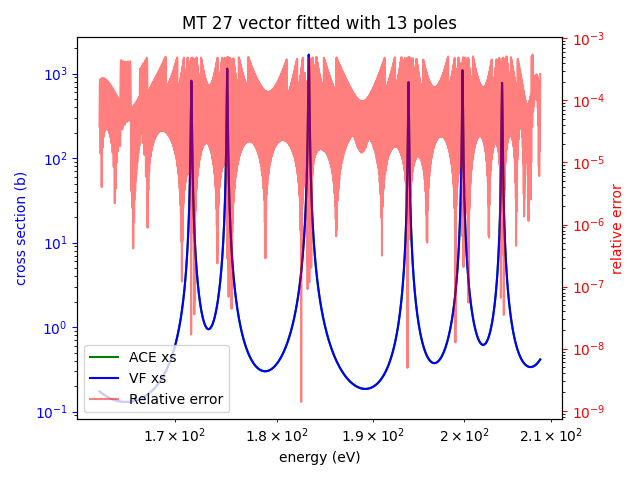 MT 27 vector fitted with 13 poles
10³
10²
10¹
10⁰
10⁻¹
cross section (b)
10⁻³
10⁻⁴
10⁻⁵
10⁻⁶
10⁻⁷
10⁻⁸
10⁻⁹
relative error
ACE xs
VF xs
Relative error
1.7 × 10² 1.8 × 10² 1.9 × 10² 2 × 10² 2.1 × 10²
energy (eV)